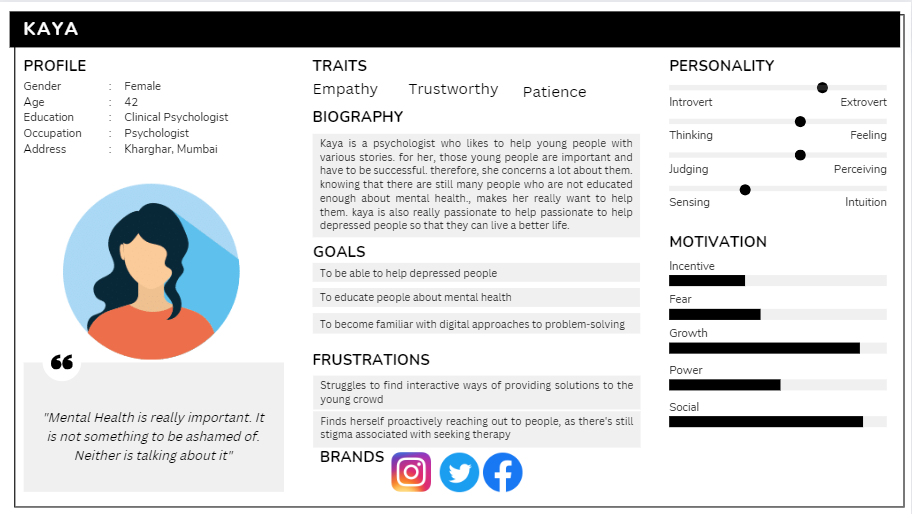 KAYA
PROFILE
Gender : Female
Age : 42
Education : Clinical Psychologist
Occupation : Psychologist
Address : Kharghar, Mumbai
"Mental Health is really important. It
is not something to be ashamed of.
Neither is talking about it"
TRAITS
Empathy Trustworthy Patience
BIOGRAPHY
Kaya is a psychologist who likes to help young people with
various stories. for her, those young people are important and
have to be successful. therefore, she concerns a lot about them.
knowing that there are still many people who are not educated
enough about mental health., makes her really want to help
them. kaya is also really passionate to help passionate to help
depressed people so that they can live a better life.
GOALS
To be able to help depressed people
To educate people about mental health
To become familiar with digital approaches to problem-solving
FRUSTRATIONS
Struggles to find interactive ways of providing solutions to the
young crowd
Finds herself proactively reaching out to people, as there's still
stigma associated with seeking therapy
BRANDS
PERSONALITY
Introvert Extrovert
Thinking Feeling
Judging Perceiving
Sensing Intuition
MOTIVATION
Incentive
Fear
Growth
Power
Social